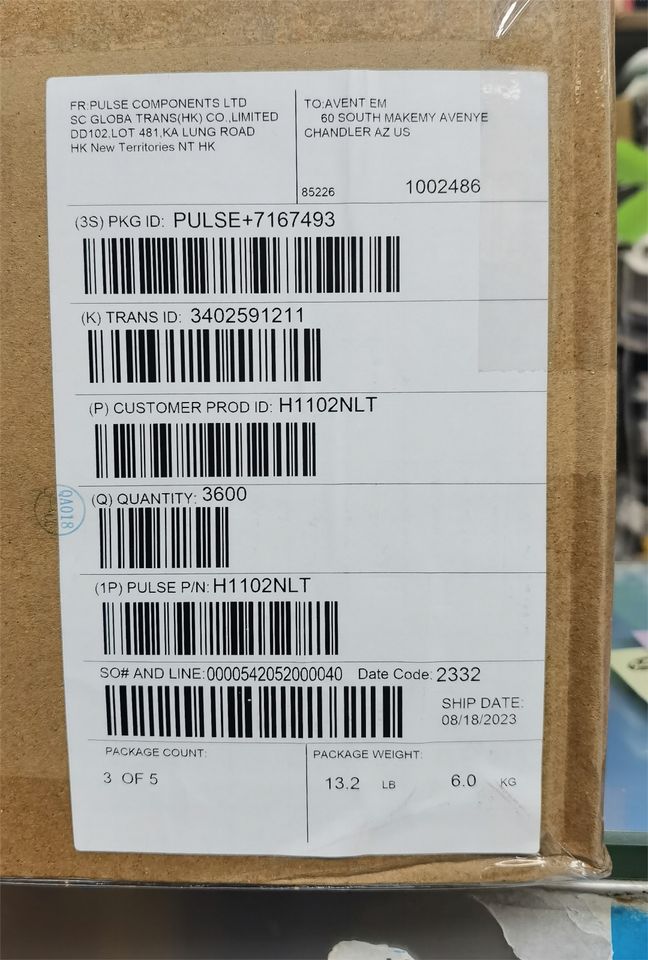 FR:PULSE COMPONENTS LTD
SC GLOBA TRANS(HK) CO.,LIMITED
DD102,LOT 481,KA LUNG ROAD
HK New Territories NT HK
TO:AVENT EM
60 SOUTH MAKEMY AVENYE
CHANDLER AZ US
85226 1002486
(3S) PKG ID: PULSE+7167493
(K) TRANS ID: 3402591211
(P) CUSTOMER PROD ID: H1102NLT
(Q) QUANTITY: 3600
QA018
(1P) PULSE P/N: H1102NLT
SO# AND LINE:0000542052000040 Date Code: 2332
SHIP DATE:
08/18/2023
PACKAGE COUNT:
3 OF 5
PACKAGE WEIGHT:
13.2 LB 6.0 KG